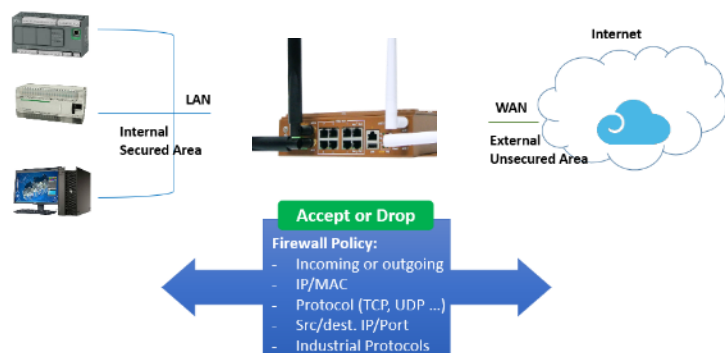 Internet
LAN
WAN
Internal
Secured Area
External
Unsecured Area
Accept or Drop
Firewall Policy:
- Incoming or outgoing
- IP/MAC
- Protocol (TCP, UDP ...)
- Src/dest. IP/Port
- Industrial Protocols